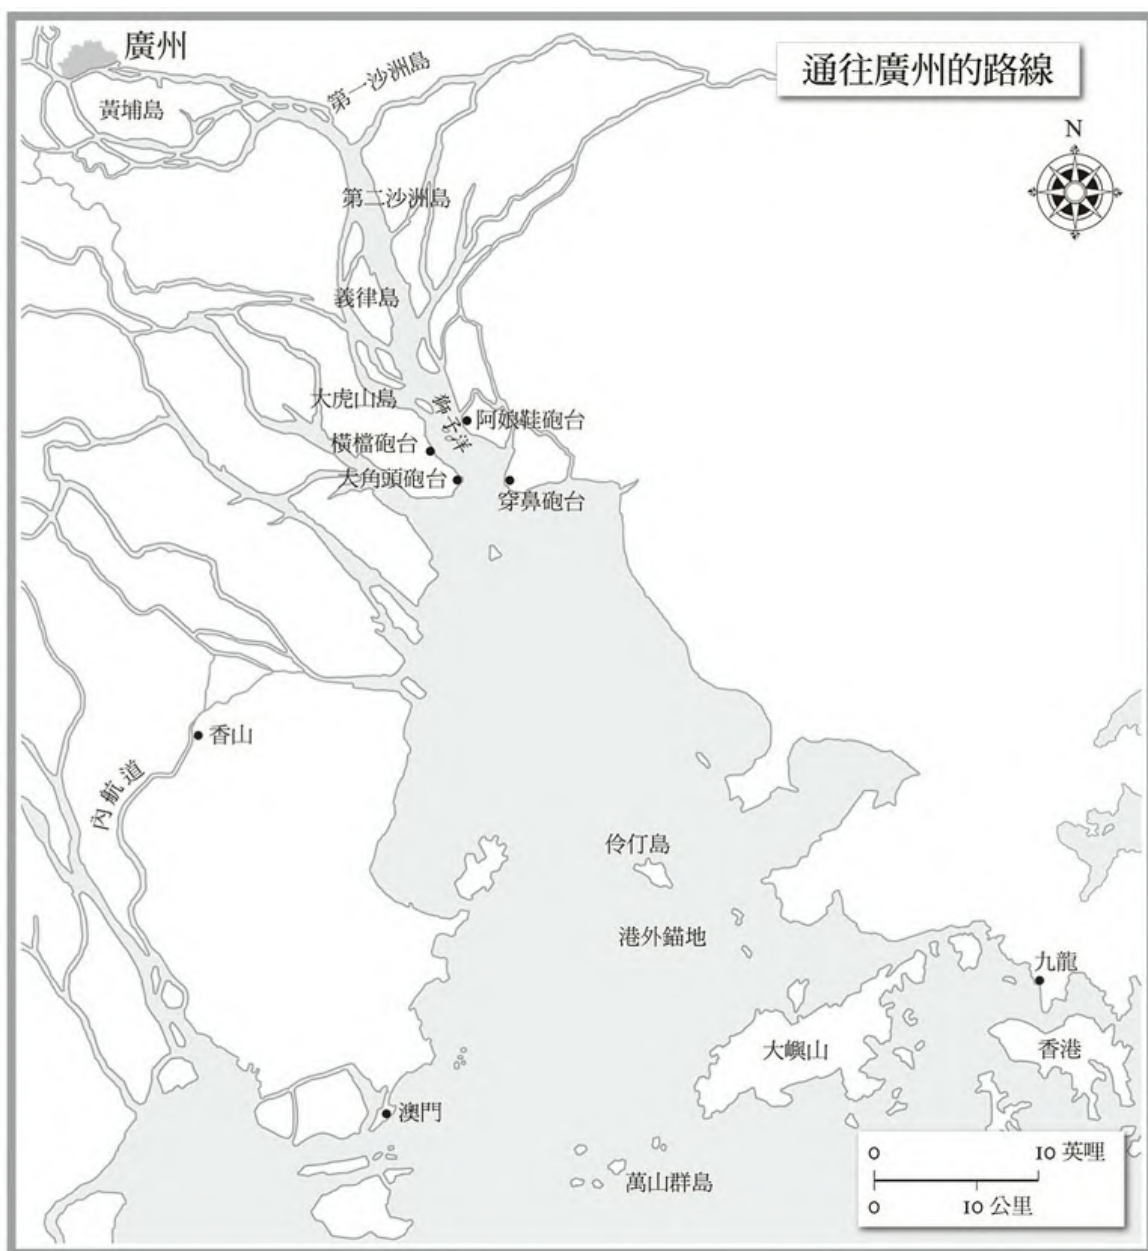 廣州
通往廣州的路線
第一沙洲島
黃埔島
N
第二沙洲島
義律島
大虎山島
獅子洋
阿娘鞋砲台
橫檔砲台
大角頭砲台
穿鼻砲台
香山
內航道
伶仃島
港外錨地
九龍
大嶼山
香港
澳門
萬山群島
0 10 英哩
0 10 公里